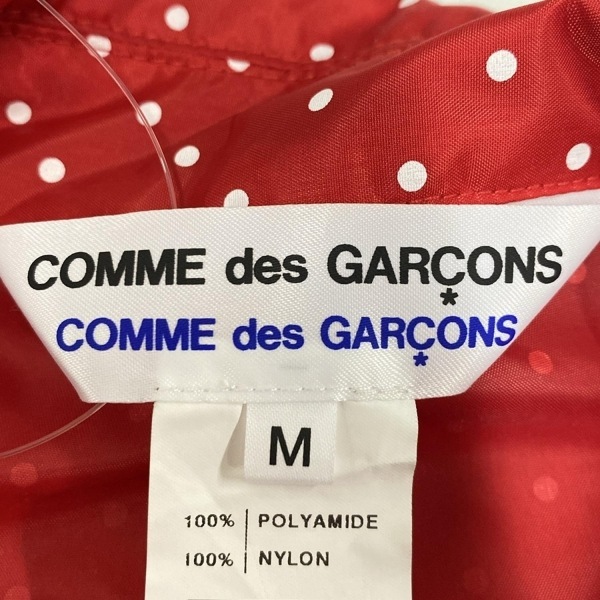 COMME des GARÇONS
COMME des GARÇONS
M
100% POLYAMIDE
100% NYLON